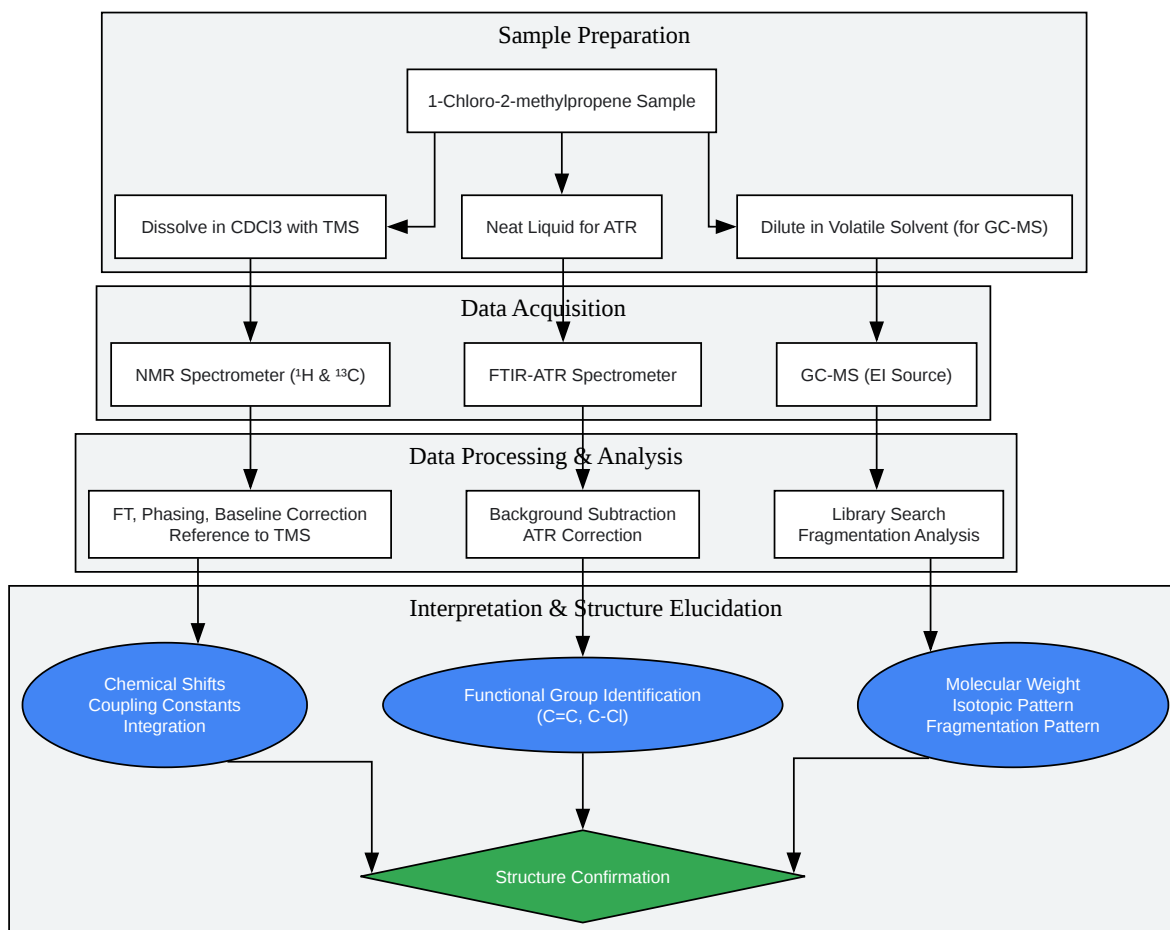 Sample Preparation
1-Chloro-2-methylpropene Sample
Dissolve in CDCl3 with TMS
Neat Liquid for ATR
Dilute in Volatile Solvent (for GC-MS)
Data Acquisition
NMR Spectrometer (¹H & ¹³C)
FTIR-ATR Spectrometer
GC-MS (EI Source)
Data Processing & Analysis
FT, Phasing, Baseline Correction
Reference to TMS
Background Subtraction
ATR Correction
Library Search
Fragmentation Analysis
Interpretation & Structure Elucidation
Chemical Shifts
Coupling Constants
Integration
Functional Group Identification
(C=C, C-Cl)
Molecular Weight
Isotopic Pattern
Fragmentation Pattern
Structure Confirmation